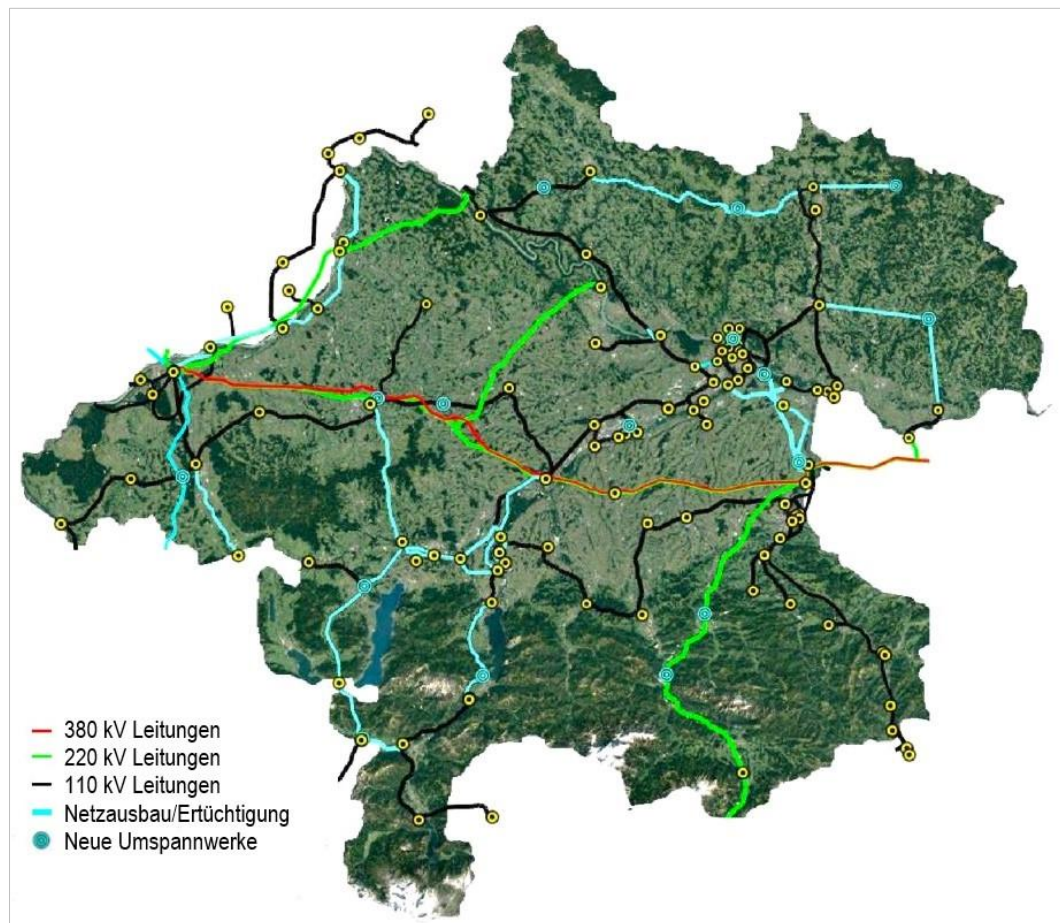 380 kV Leitungen
220 kV Leitungen
110 kV Leitungen
Netzausbau/Ertüchtigung
Neue Umspannwerke